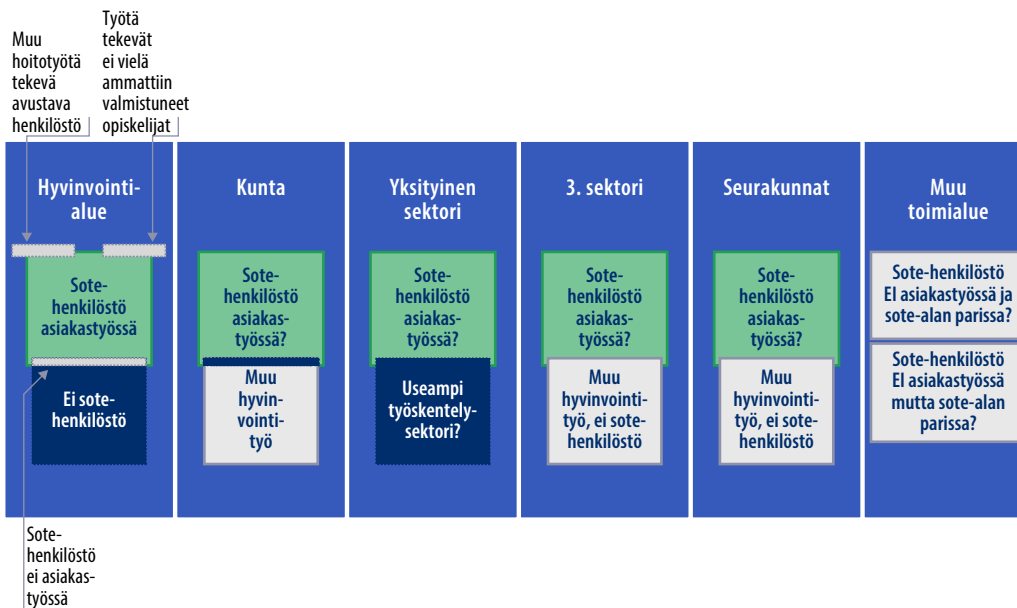 Muu
hoitotyötä
tekevä
avustava
henkilöstö
Työtä
tekevät
ei vielä
ammattiin
valmistuneet
opiskelijat
Hyvinvointi-
alue
Kunta
Yksityinen
sektori
3. sektori
Seurakunnat
Muu
toimialue
Sote-
henkilöstö
asiakastyössä
Sote-
henkilöstö
asiakas-
työssä?
Sote-
henkilöstö
asiakas-
työssä?
Sote-
henkilöstö
asiakas-
työssä?
Sote-
henkilöstö
asiakas-
työssä?
Sote-henkilöstö
EI asiakastyössä ja
sote-alan parissa?
Ei sote-
henkilöstö
Muu
hyvin-
vointi-
työ
Useampi
työskentely-
sektori?
Muu
hyvinvointi-
työ, ei sote-
henkilöstö
Muu
hyvinvointi-
työ, ei sote-
henkilöstö
Sote-henkilöstö
EI asiakastyössä
mutta sote-alan
parissa?
Sote-
henkilöstö
ei asiakas-
työssä